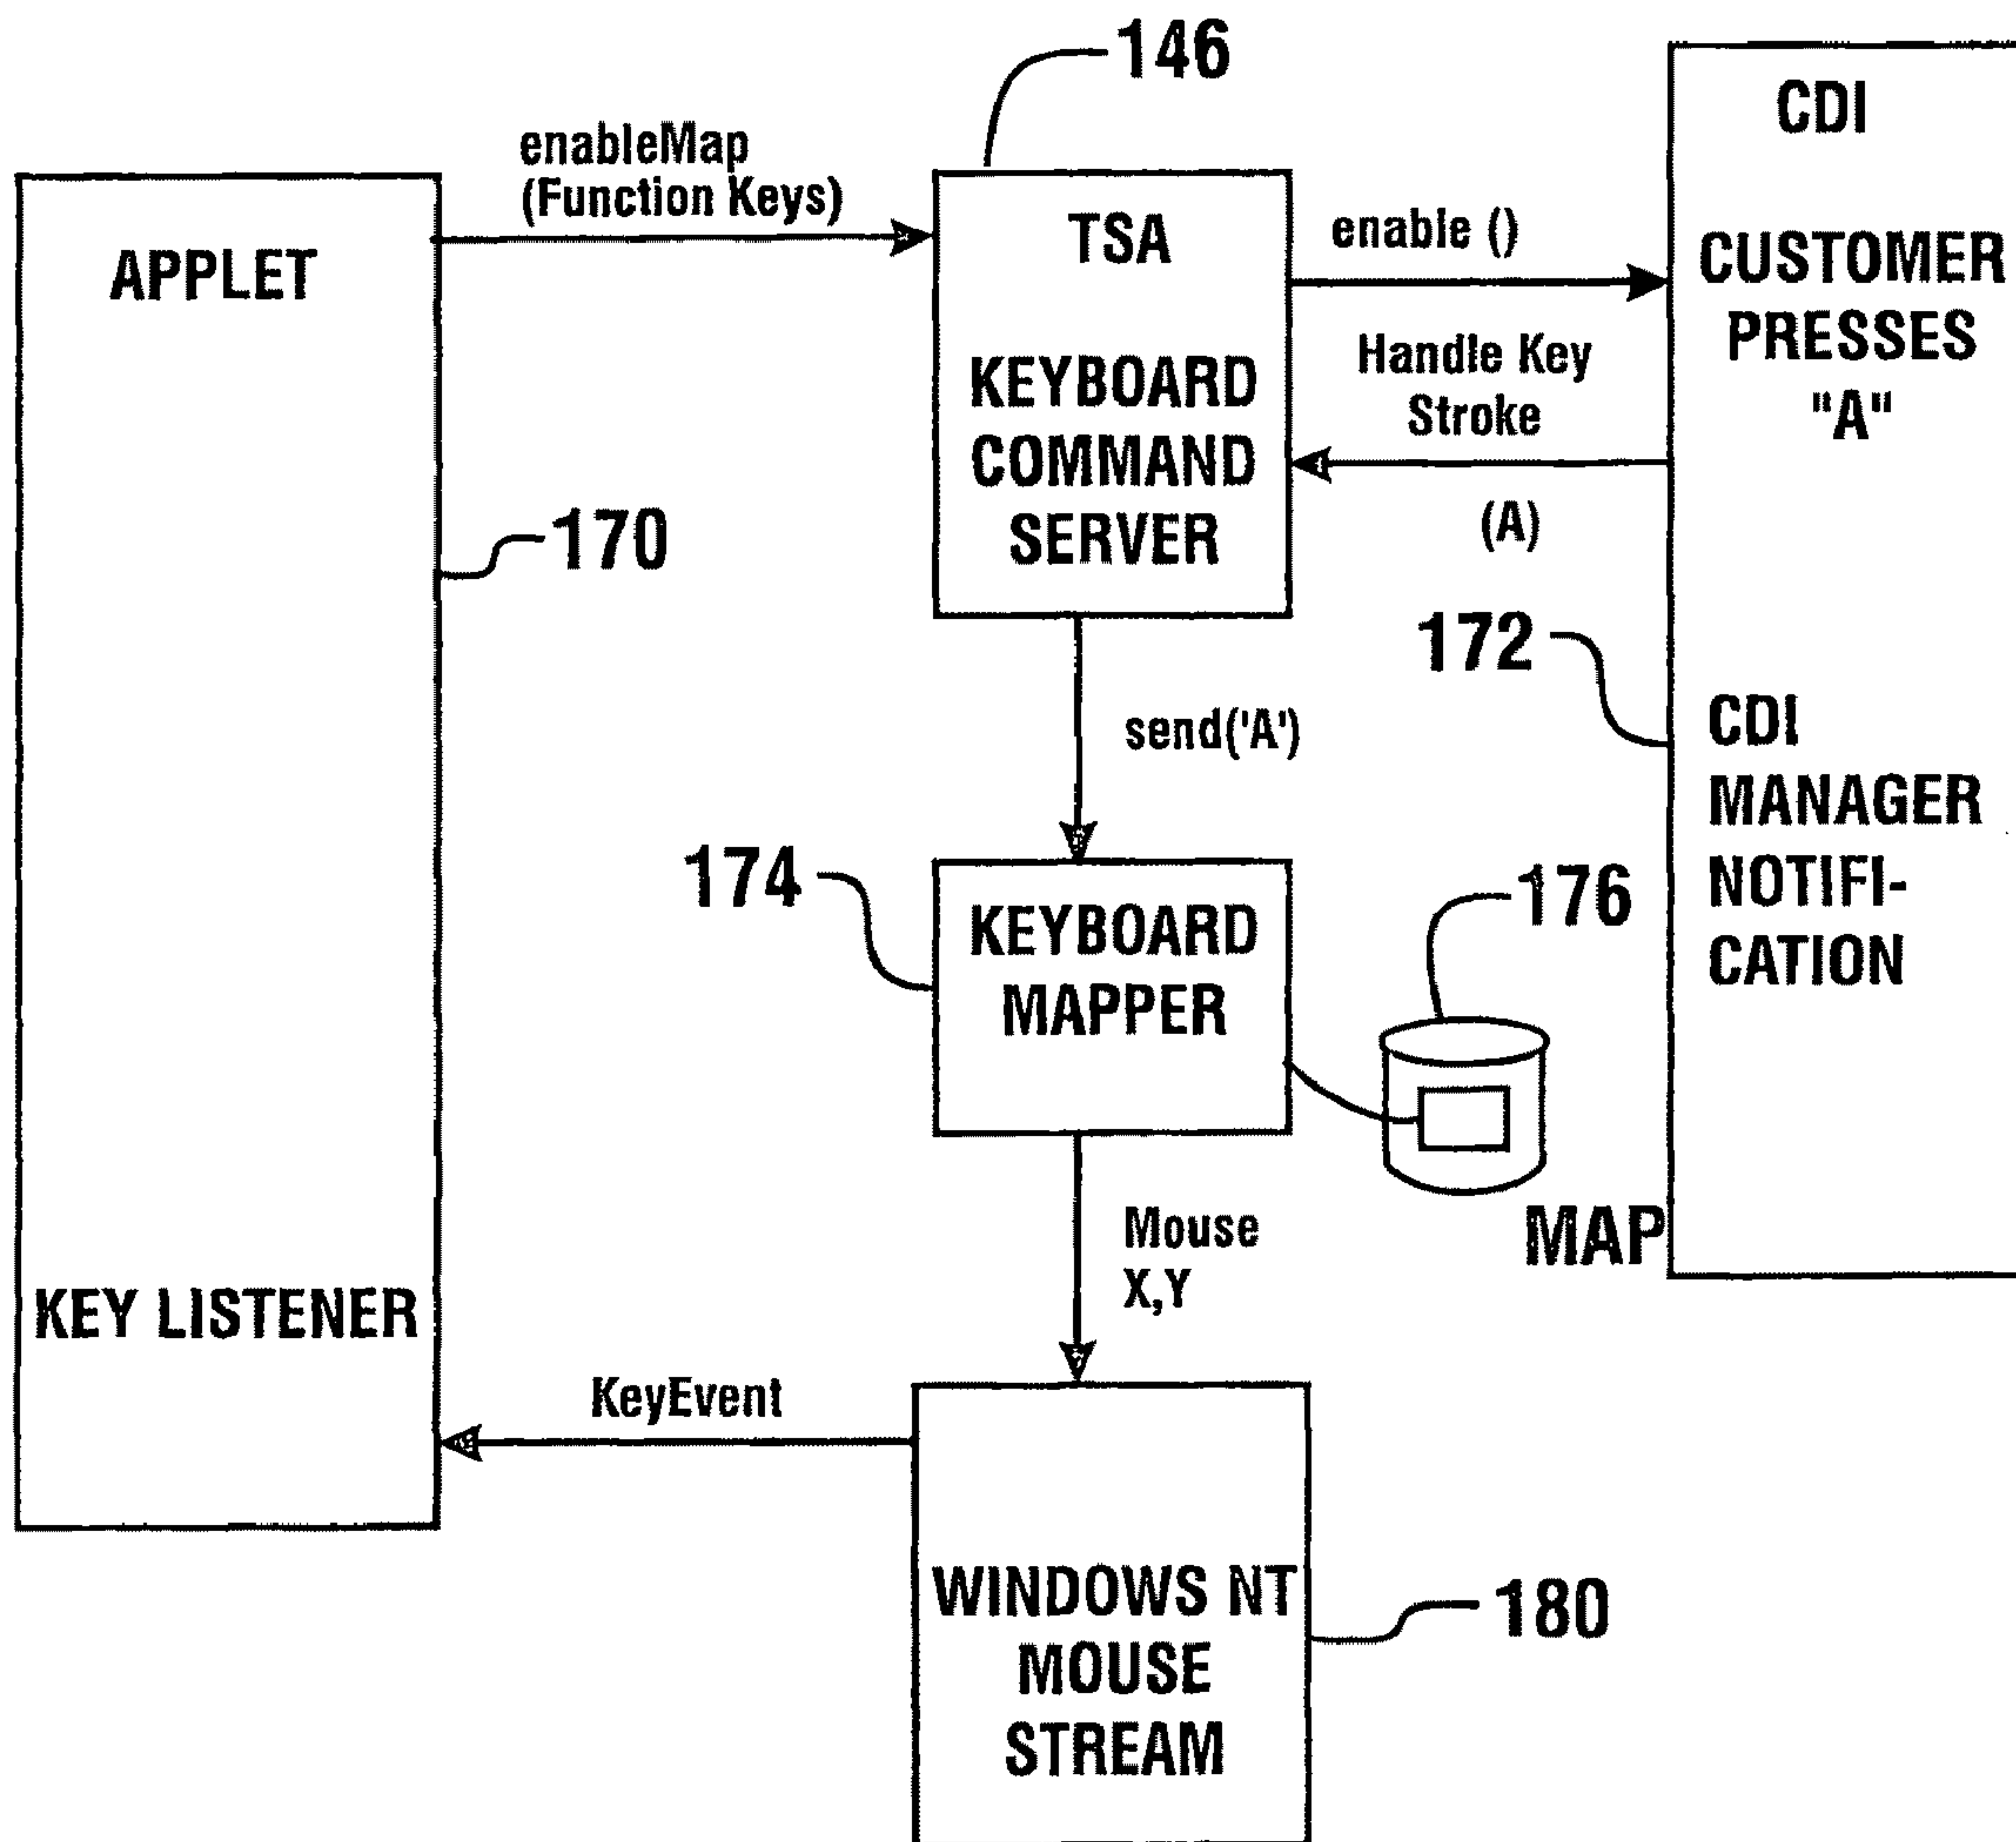 146
enableMap
(Function Keys)
APPLET
170
KEY LISTENER
TSA
KEYBOARD
COMMAND
SERVER
enable ()
Handle Key
Stroke
(A)
CDI
CUSTOMER
PRESSES
"A"
172
CDI
MANAGER
NOTIFI-
CATION
send('A')
174
KEYBOARD
MAPPER
176
MAP
Mouse
X,Y
KeyEvent
WINDOWS NT
MOUSE
STREAM
180